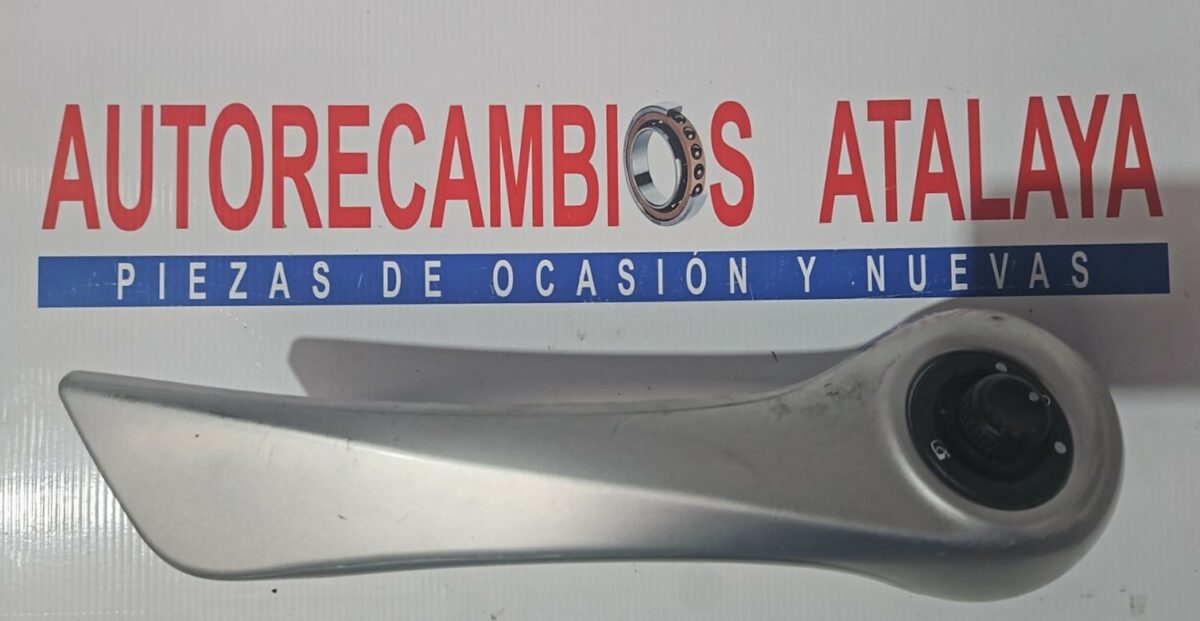 AUTORECAMBIOS ATALAYA
PIEZAS DE OCASIÓN Y NUEVAS